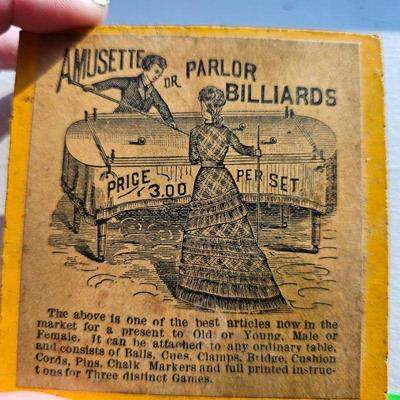 AMUSETTE OR PARLOR
BILLIARDS
PRICE $3.00 PER SET.
The above is one of the best articles now in the
market for a present to Old or Young, Male or
Female. It can be attached to any ordinary table,
and consists of Balls, Cues, Clamps, Bridge, Cushion
Cords, Pins, Chalk Markers and full printed instruc-
tons for Three distinct Games.